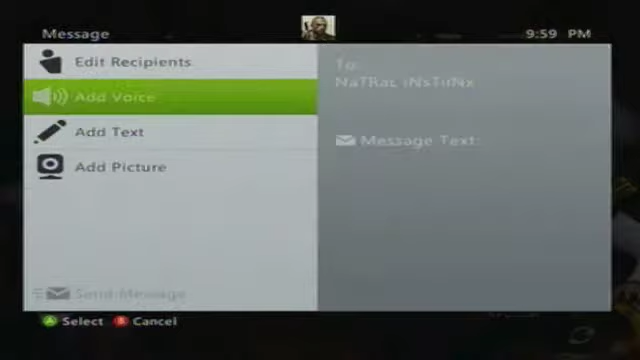 Message
9:59 PM
Edit Recipients
Add Voice
Add Text
Add Picture
Send Message
To:
NaTRaL iNsTiiNx
Message Text:
A Select B Cancel